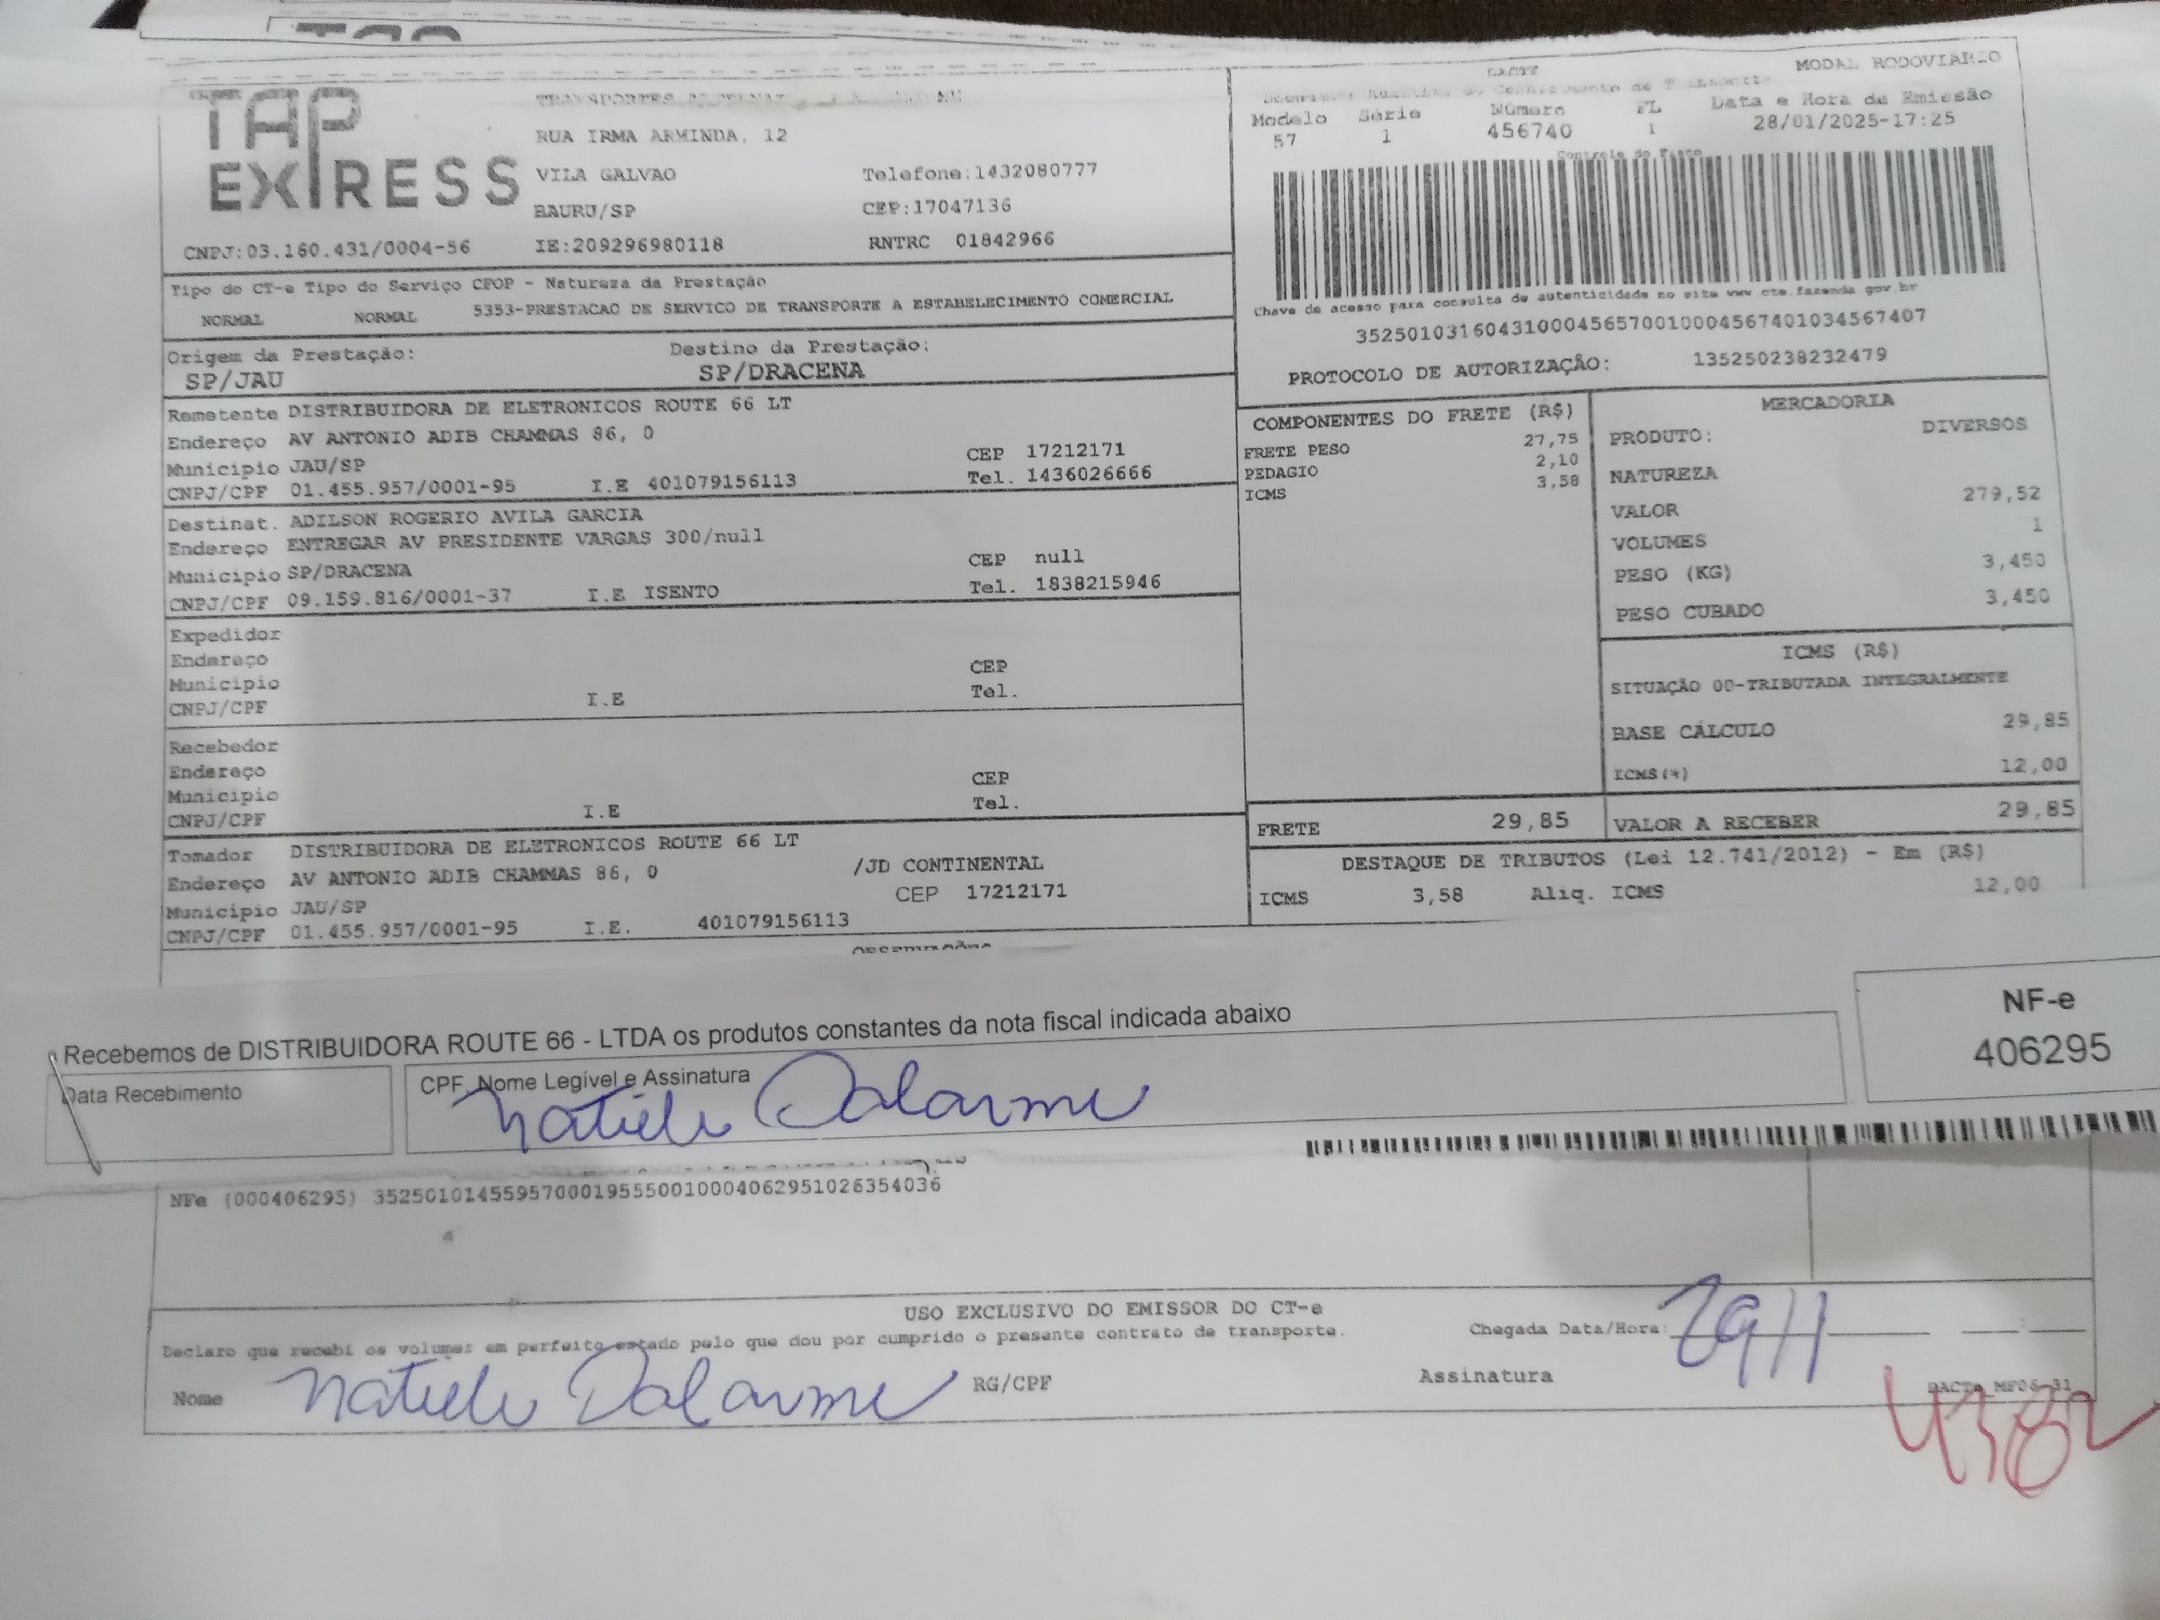 TAP
EXPRESS
RUA IRMA ARMINDA, 12
VILA GALVAO Telefone:1432080777
BAURU/SP CEP:17047136
CNPJ:03.160.431/0004-56 IE:209296980118 RNTRC 01842966
DACTE MODAL RODOVIÁRIO
Modelo Série Número FL Data e Hora de Emissão
57 1 456740 1 28/01/2025-17:25
Controle do Fisco
Chave de acesso para consulta de autenticidade no site www.cte.fazenda.gov.br
35250103160431000456570010004567401034567407
PROTOCOLO DE AUTORIZAÇÃO: 135250238232479
Tipo do CT-e Tipo do Serviço CFOP - Natureza da Prestação
NORMAL NORMAL 5353-PRESTACAO DE SERVICO DE TRANSPORTE A ESTABELECIMENTO COMERCIAL
Origem da Prestação: Destino da Prestação:
SP/JAU SP/DRACENA
Remetente DISTRIBUIDORA DE ELETRONICOS ROUTE 66 LT
Endereço AV ANTONIO ADIB CHAMMAS 86, 0
Município JAU/SP CEP 17212171
CNPJ/CPF 01.455.957/0001-95 I.E 401079156113 Tel. 1436026666
Destinat. ADILSON ROGERIO AVILA GARCIA
Endereço ENTREGAR AV PRESIDENTE VARGAS 300/null
Município SP/DRACENA CEP null
CNPJ/CPF 09.159.816/0001-37 I.E ISENTO Tel. 1838215946
Expedidor
Endereço
Município CEP
CNPJ/CPF I.E Tel.
Recebedor
Endereço
Município CEP
CNPJ/CPF I.E Tel.
Tomador DISTRIBUIDORA DE ELETRONICOS ROUTE 66 LT
Endereço AV ANTONIO ADIB CHAMMAS 86, 0 /JD CONTINENTAL
Município JAU/SP CEP 17212171
CNPJ/CPF 01.455.957/0001-95 I.E. 401079156113
COMPONENTES DO FRETE (R$)
FRETE PESO 27,75
PEDAGIO 2,10
ICMS 3,58
MERCADORIA
PRODUTO: DIVERSOS
NATUREZA
VALOR 279,52
VOLUMES 1
PESO (KG) 3,450
PESO CUBADO 3,450
ICMS (R$)
SITUAÇÃO 00-TRIBUTADA INTEGRALMENTE
BASE CÁLCULO 29,85
ICMS(%) 12,00
FRETE 29,85 VALOR A RECEBER 29,85
DESTAQUE DE TRIBUTOS (Lei 12.741/2012) - Em (R$)
ICMS 3,58 Aliq. ICMS 12,00
Recebemos de DISTRIBUIDORA ROUTE 66 - LTDA os produtos constantes da nota fiscal indicada abaixo
Data Recebimento CPF, Nome Legível e Assinatura
Natiele Dalarme
NF-e
406295
NFe (000406295) 35250101455957000195550010004062951026354036
USO EXCLUSIVO DO EMISSOR DO CT-e
Declaro que recebi os volumes em perfeito estado pelo que dou por cumprido o presente contrato de transporte. Chegada Data/Hora: 29/1
Nome Natiele Dalarme RG/CPF Assinatura